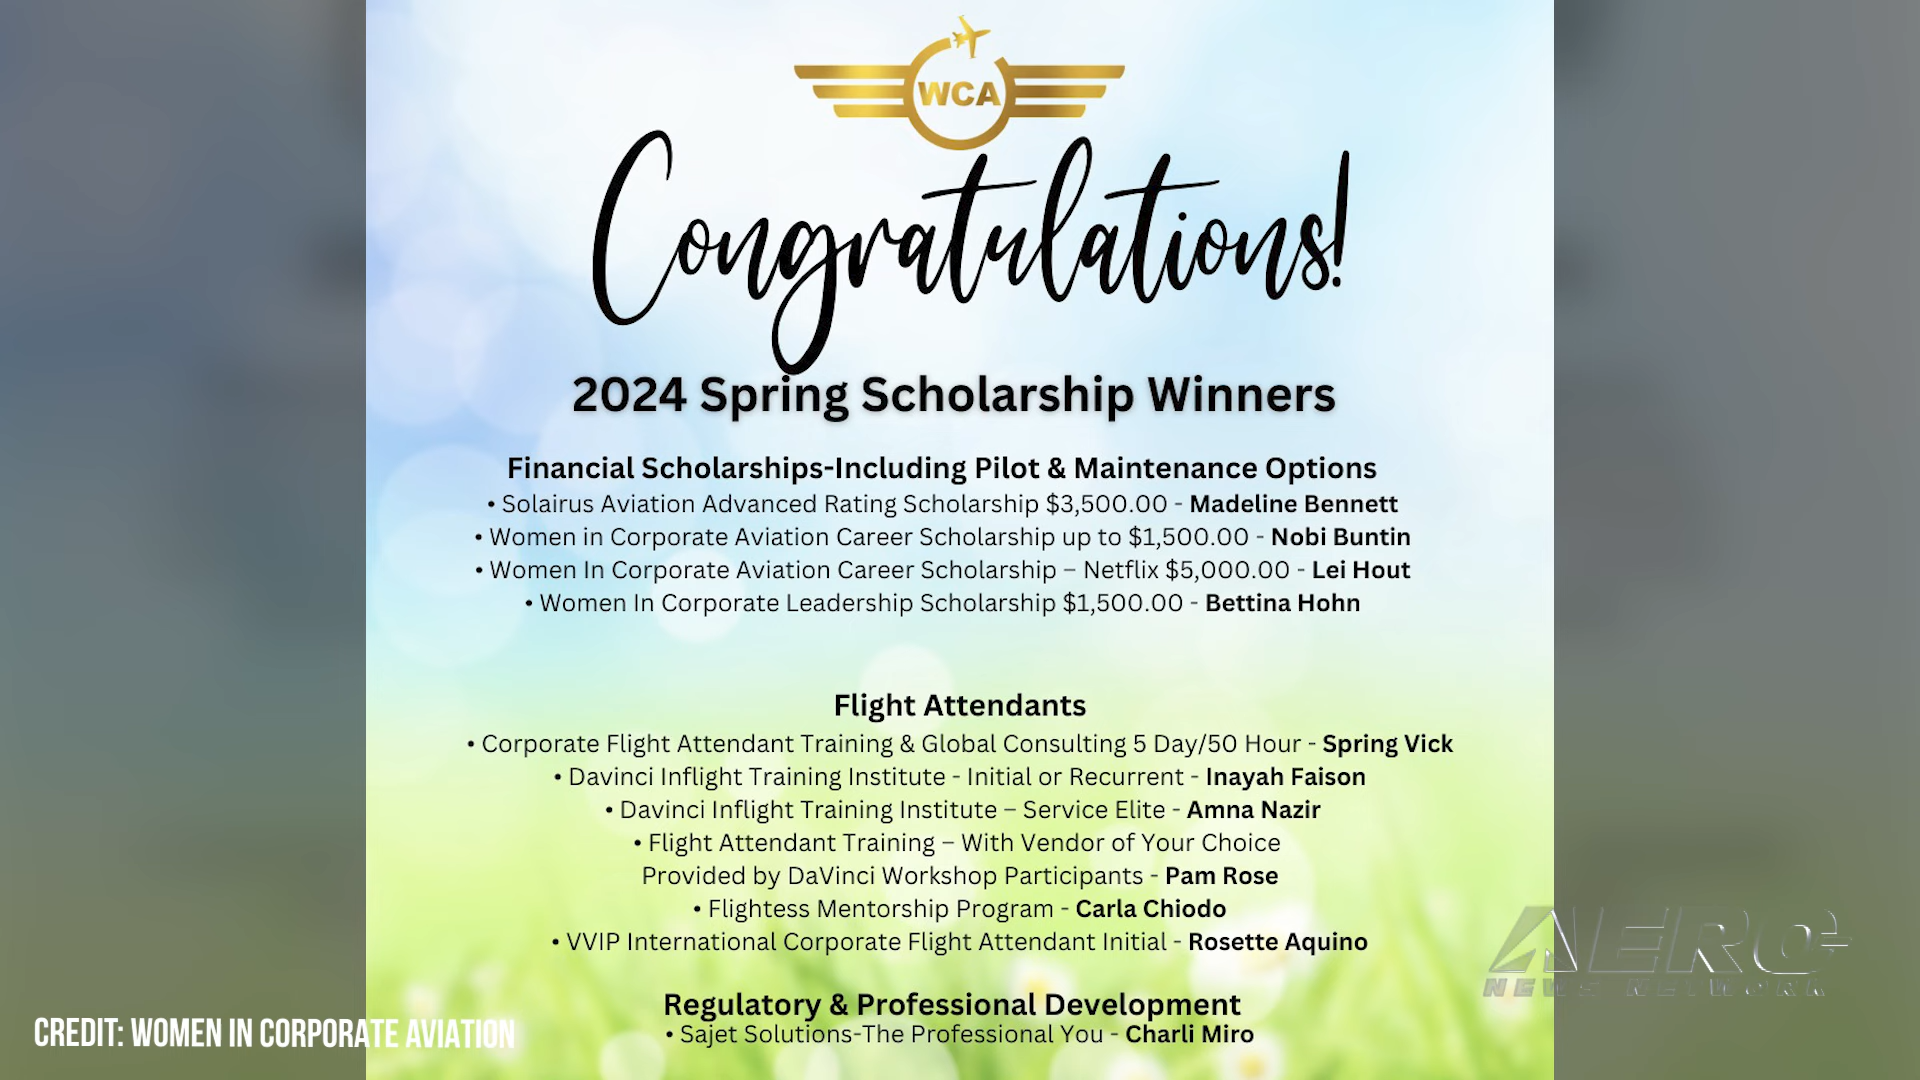 WCA
Congratulations!
2024 Spring Scholarship Winners
Financial Scholarships-Including Pilot & Maintenance Options
• Solairus Aviation Advanced Rating Scholarship $3,500.00 - Madeline Bennett
• Women in Corporate Aviation Career Scholarship up to $1,500.00 - Nobi Buntin
• Women In Corporate Aviation Career Scholarship – Netflix $5,000.00 - Lei Hout
• Women In Corporate Leadership Scholarship $1,500.00 - Bettina Hohn
Flight Attendants
• Corporate Flight Attendant Training & Global Consulting 5 Day/50 Hour - Spring Vick
• Davinci Inflight Training Institute - Initial or Recurrent - Inayah Faison
• Davinci Inflight Training Institute – Service Elite - Amna Nazir
• Flight Attendant Training – With Vendor of Your Choice
Provided by DaVinci Workshop Participants - Pam Rose
• Flightess Mentorship Program - Carla Chiodo
• VVIP International Corporate Flight Attendant Initial - Rosette Aquino
Regulatory & Professional Development
• Sajet Solutions-The Professional You - Charli Miro
CREDIT: WOMEN IN CORPORATE AVIATION
AERO
NEWS NETWORK